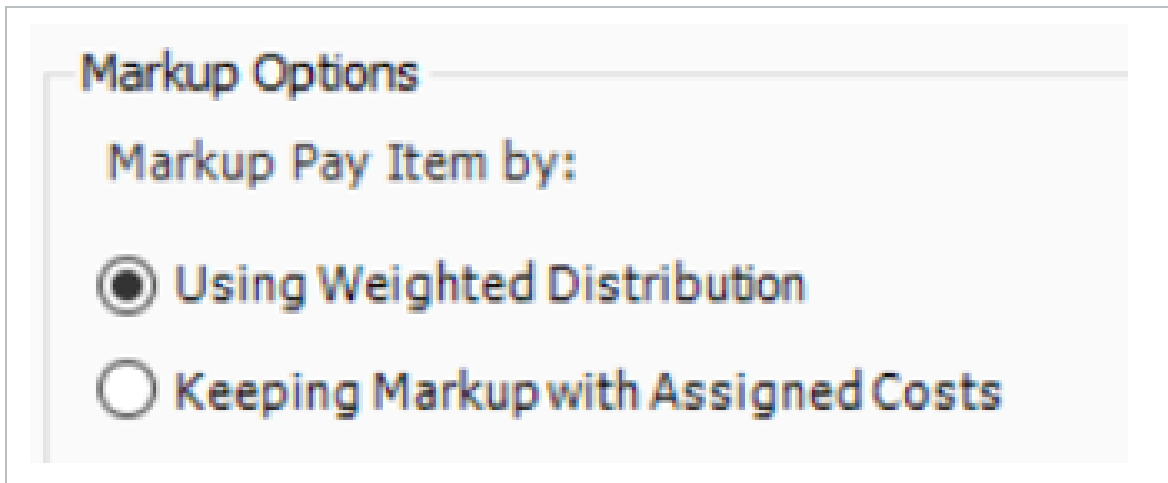 Markup Options
Markup Pay Item by:
Using Weighted Distribution
Keeping Markup with Assigned Costs